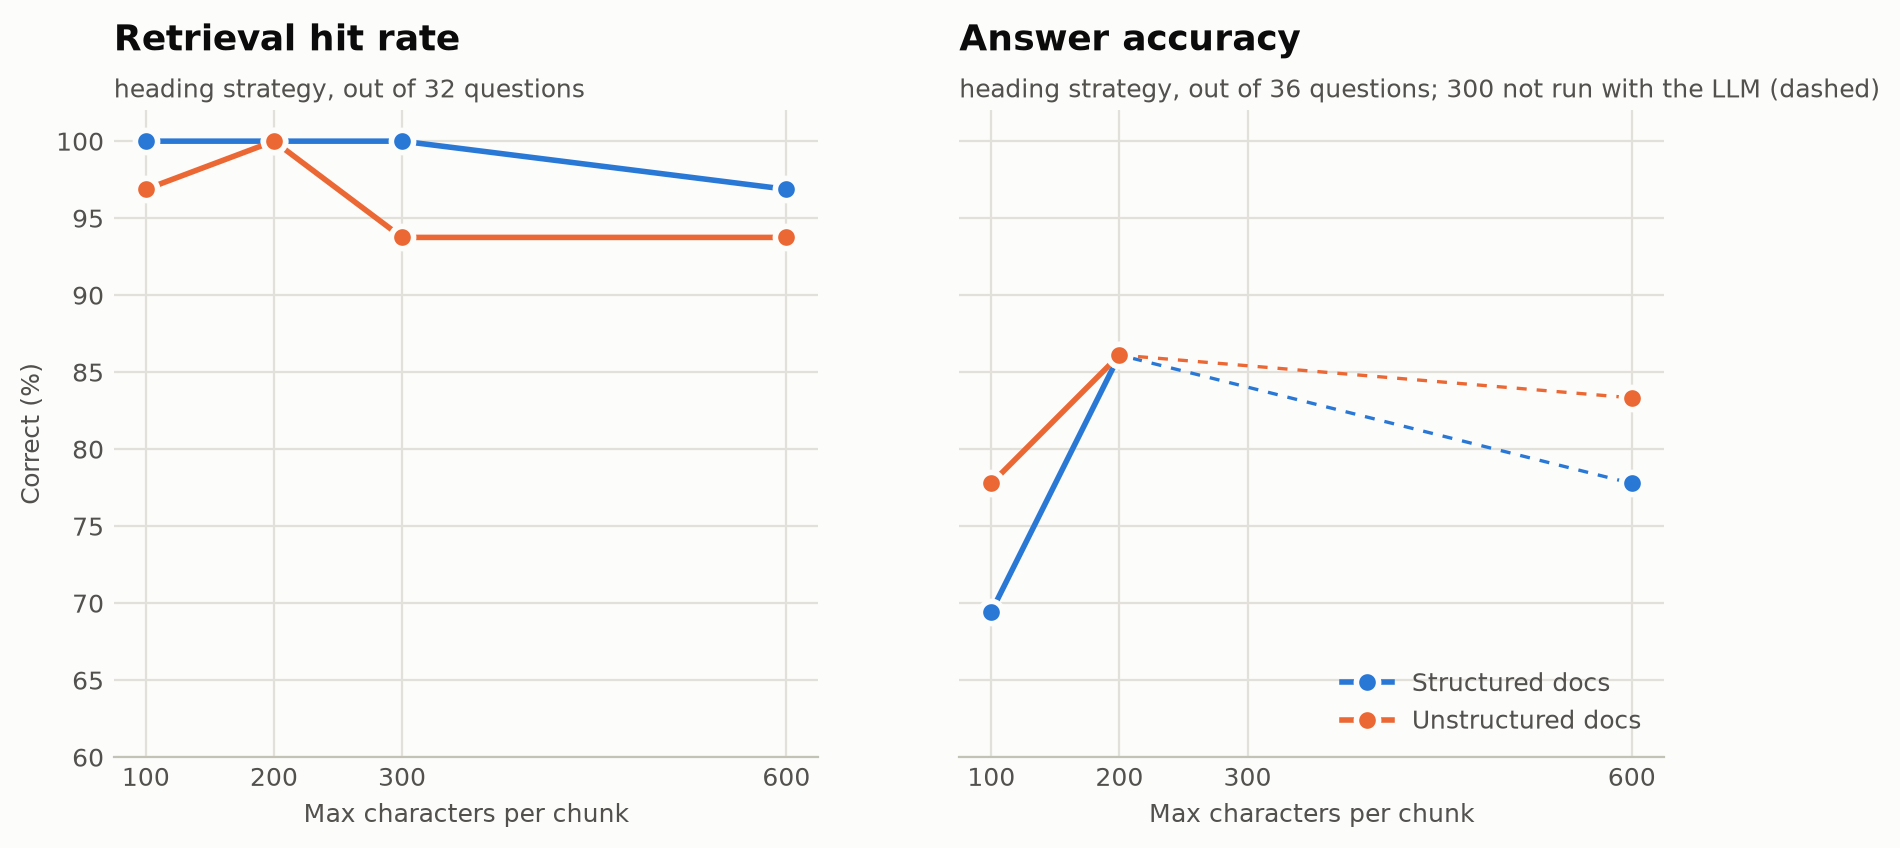 Retrieval hit rate
heading strategy, out of 32 questions
100
95
90
85
80
75
70
65
60
Correct (%)
100 200 300 600
Max characters per chunk
Answer accuracy
heading strategy, out of 36 questions; 300 not run with the LLM (dashed)
Structured docs
Unstructured docs
100 200 300 600
Max characters per chunk